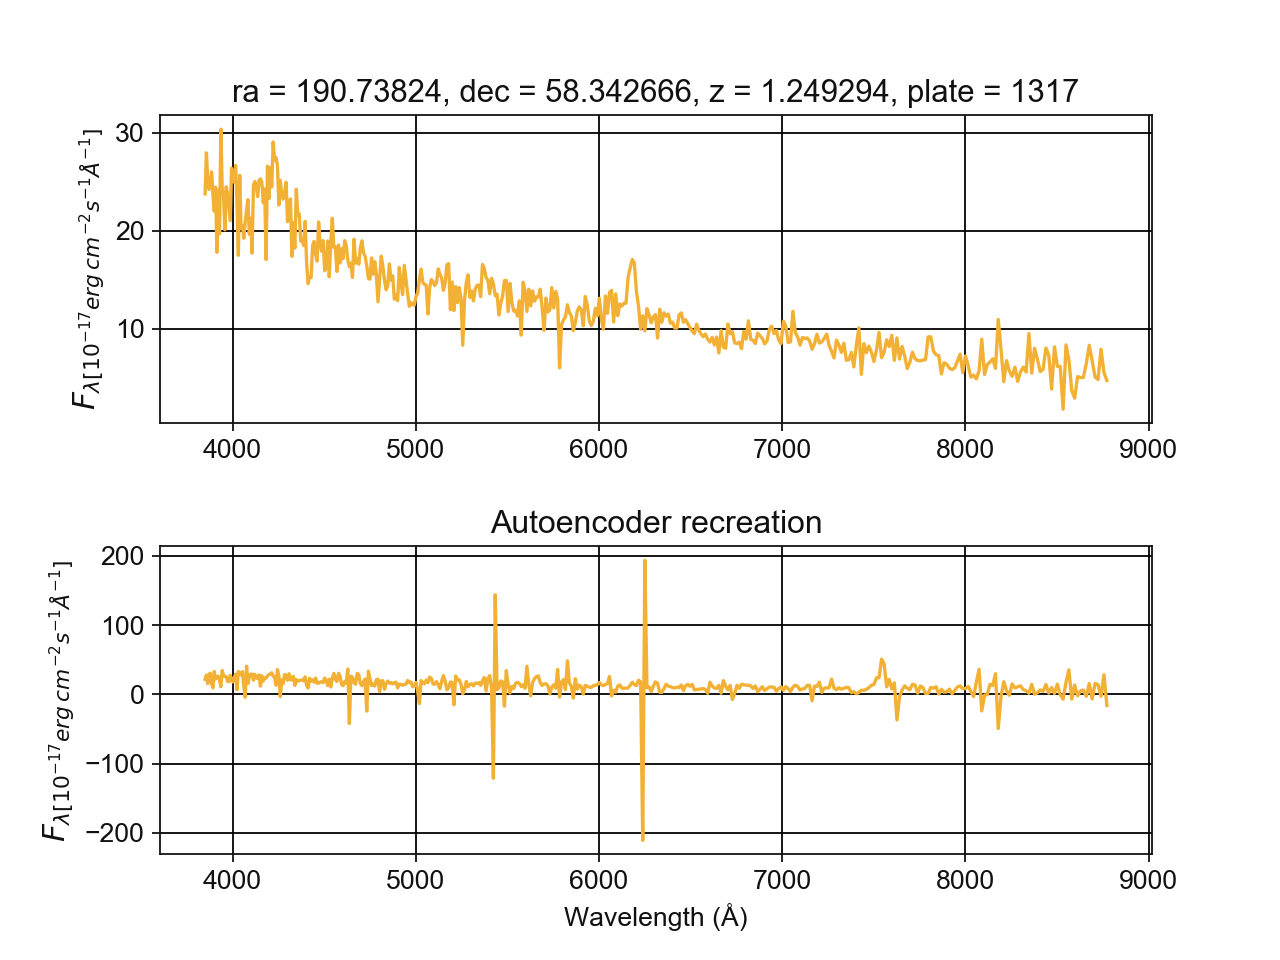 ra = 190.73824, dec = 58.342666, z = 1.249294, plate = 1317
F_λ[10^−17 erg cm^−2 s^−1 Å^−1]
30
20
10
4000 5000 6000 7000 8000 9000
Autoencoder recreation
F_λ[10^−17 erg cm^−2 s^−1 Å^−1]
200
100
0
−100
−200
4000 5000 6000 7000 8000 9000
Wavelength (Å)